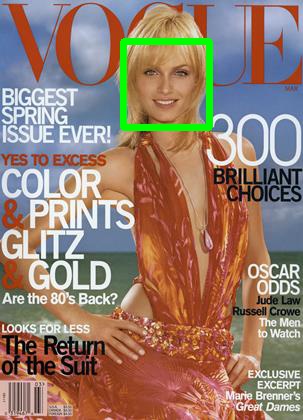 VOGUE
MAR
BIGGEST
SPRING
ISSUE EVER!
300
BRILLIANT
CHOICES
YES TO EXCESS
COLOR
& PRINTS
GLITZ
& GOLD
Are the 80's Back?
OSCAR
ODDS
Jude Law
Russell Crowe
The Men
to Watch
LOOKS FOR LESS
The Return
of the Suit
EXCLUSIVE
EXCERPT
Marie Brenner's
Great Dames